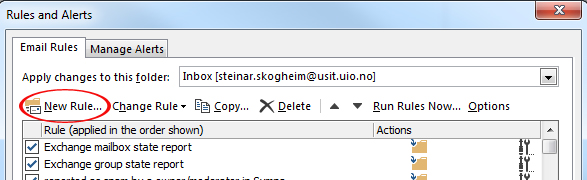 Rules and Alerts
Email Rules Manage Alerts
Apply changes to this folder: Inbox [steinar.skogheim@usit.uio.no]
New Rule... Change Rule Copy... Delete Run Rules Now... Options
Rule (applied in the order shown) Actions
Exchange mailbox state report
Exchange group state report
reported as spam by a owner/moderator in Sympa